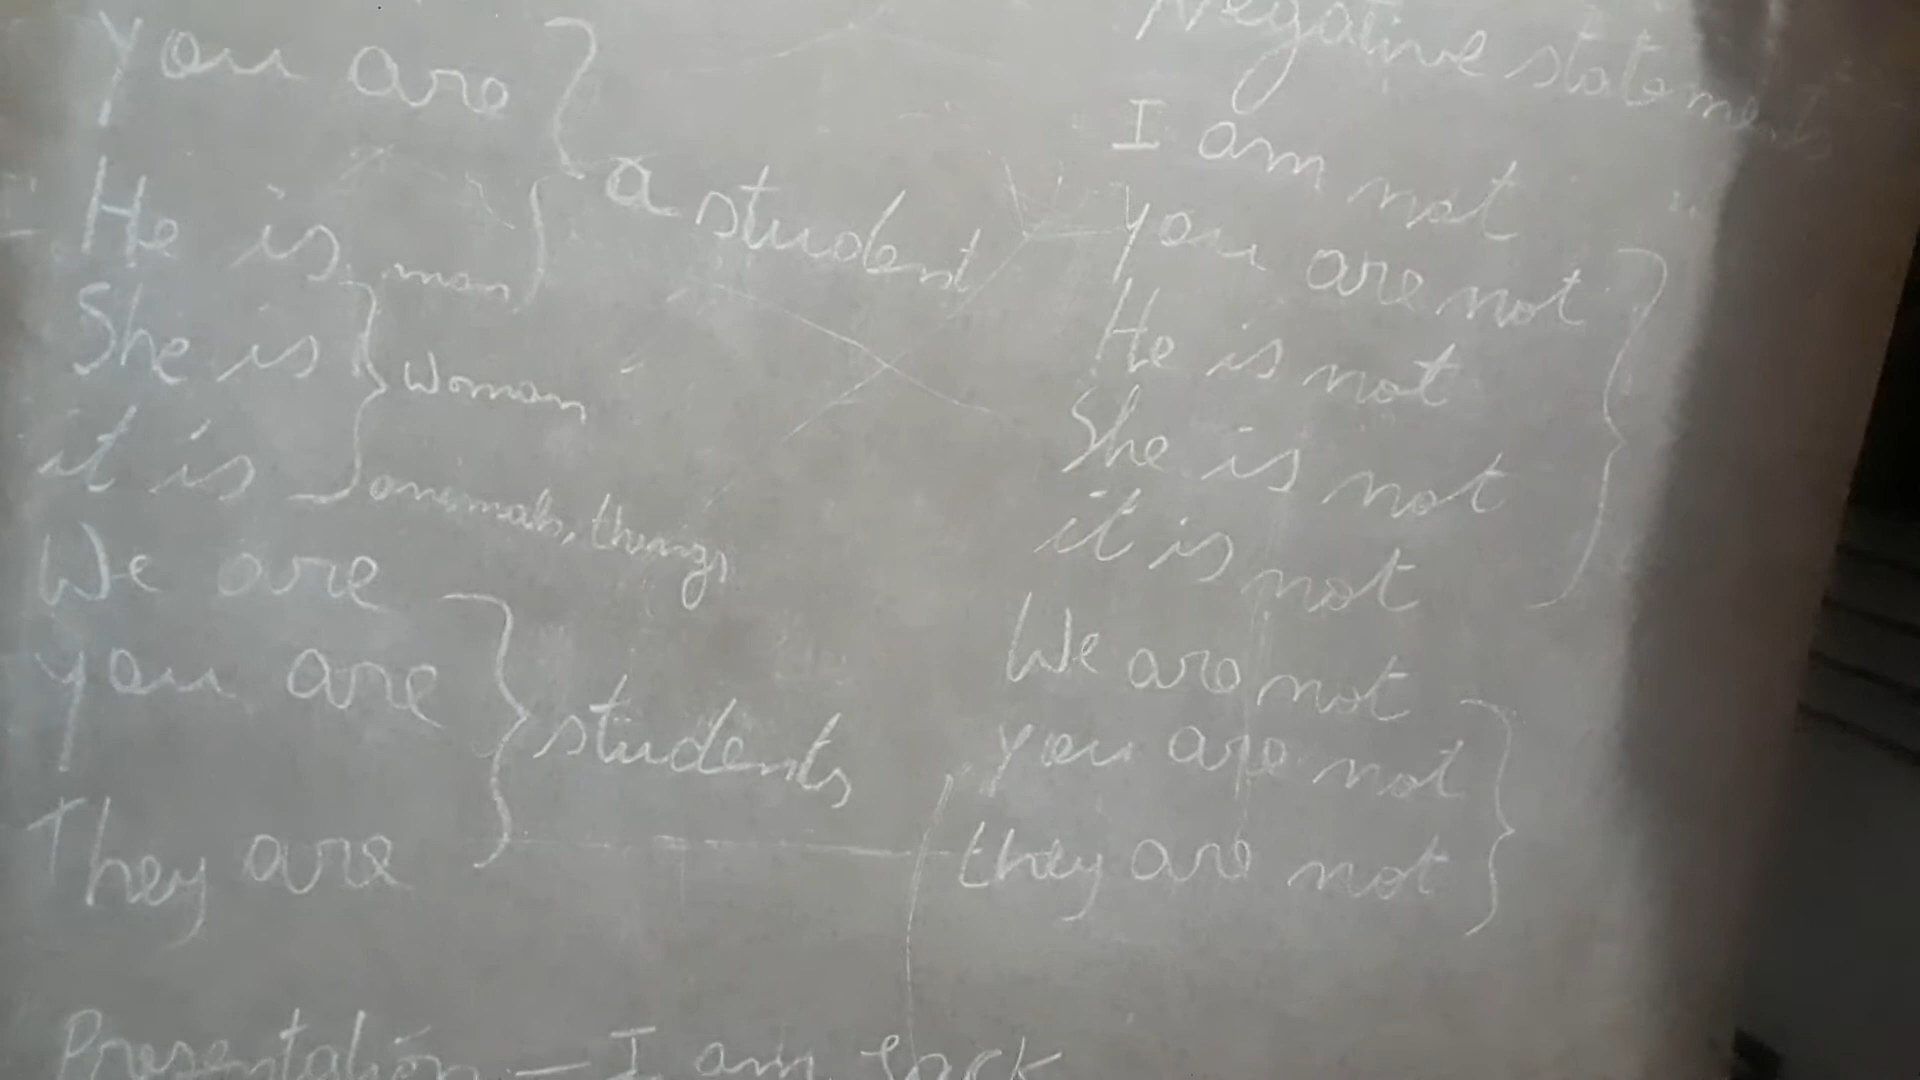 you are
He is man
a student
She is woman
it is animals, things
We are
you are
students
They are
Negative statements
I am not
you are not
He is not
She is not
it is not
We are not
you are not
they are not
Presentation – I am